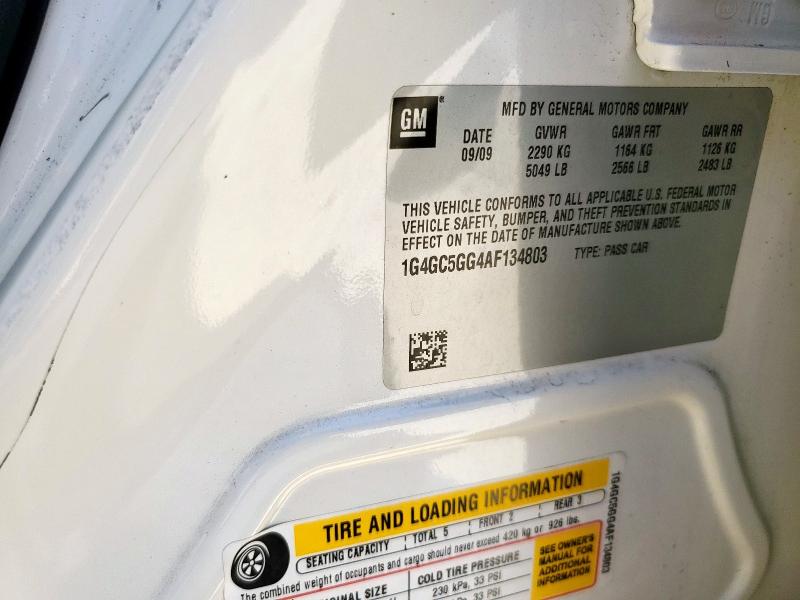 GM
MFD BY GENERAL MOTORS COMPANY
DATE GVWR GAWR FRT GAWR RR
09/09 2290 KG 1164 KG 1126 KG
5049 LB 2566 LB 2483 LB
THIS VEHICLE CONFORMS TO ALL APPLICABLE U.S. FEDERAL MOTOR
VEHICLE SAFETY, BUMPER, AND THEFT PREVENTION STANDARDS IN
EFFECT ON THE DATE OF MANUFACTURE SHOWN ABOVE.
1G4GC5GG4AF134803 TYPE: PASS CAR
TIRE AND LOADING INFORMATION
SEATING CAPACITY TOTAL 5 FRONT 2 REAR 3
The combined weight of occupants and cargo should never exceed 420 kg or 926 lbs.
COLD TIRE PRESSURE
230 kPa, 33 PSI
33 PSI
SEE OWNER'S
MANUAL FOR
ADDITIONAL
INFORMATION
1G4GC5GG4AF134803